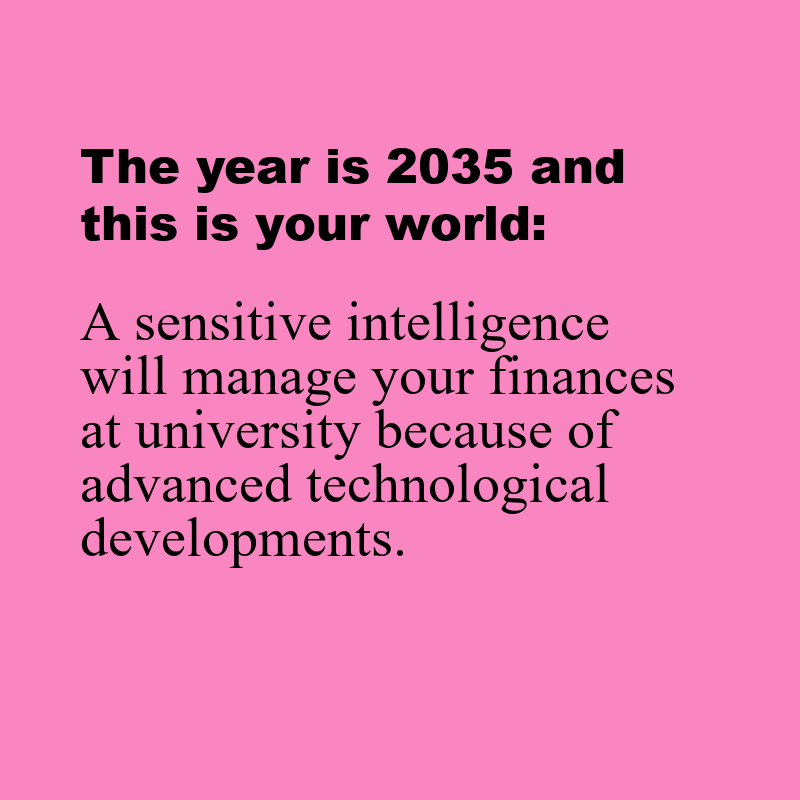 The year is 2035 and
this is your world:
A sensitive intelligence
will manage your finances
at university because of
advanced technological
developments.